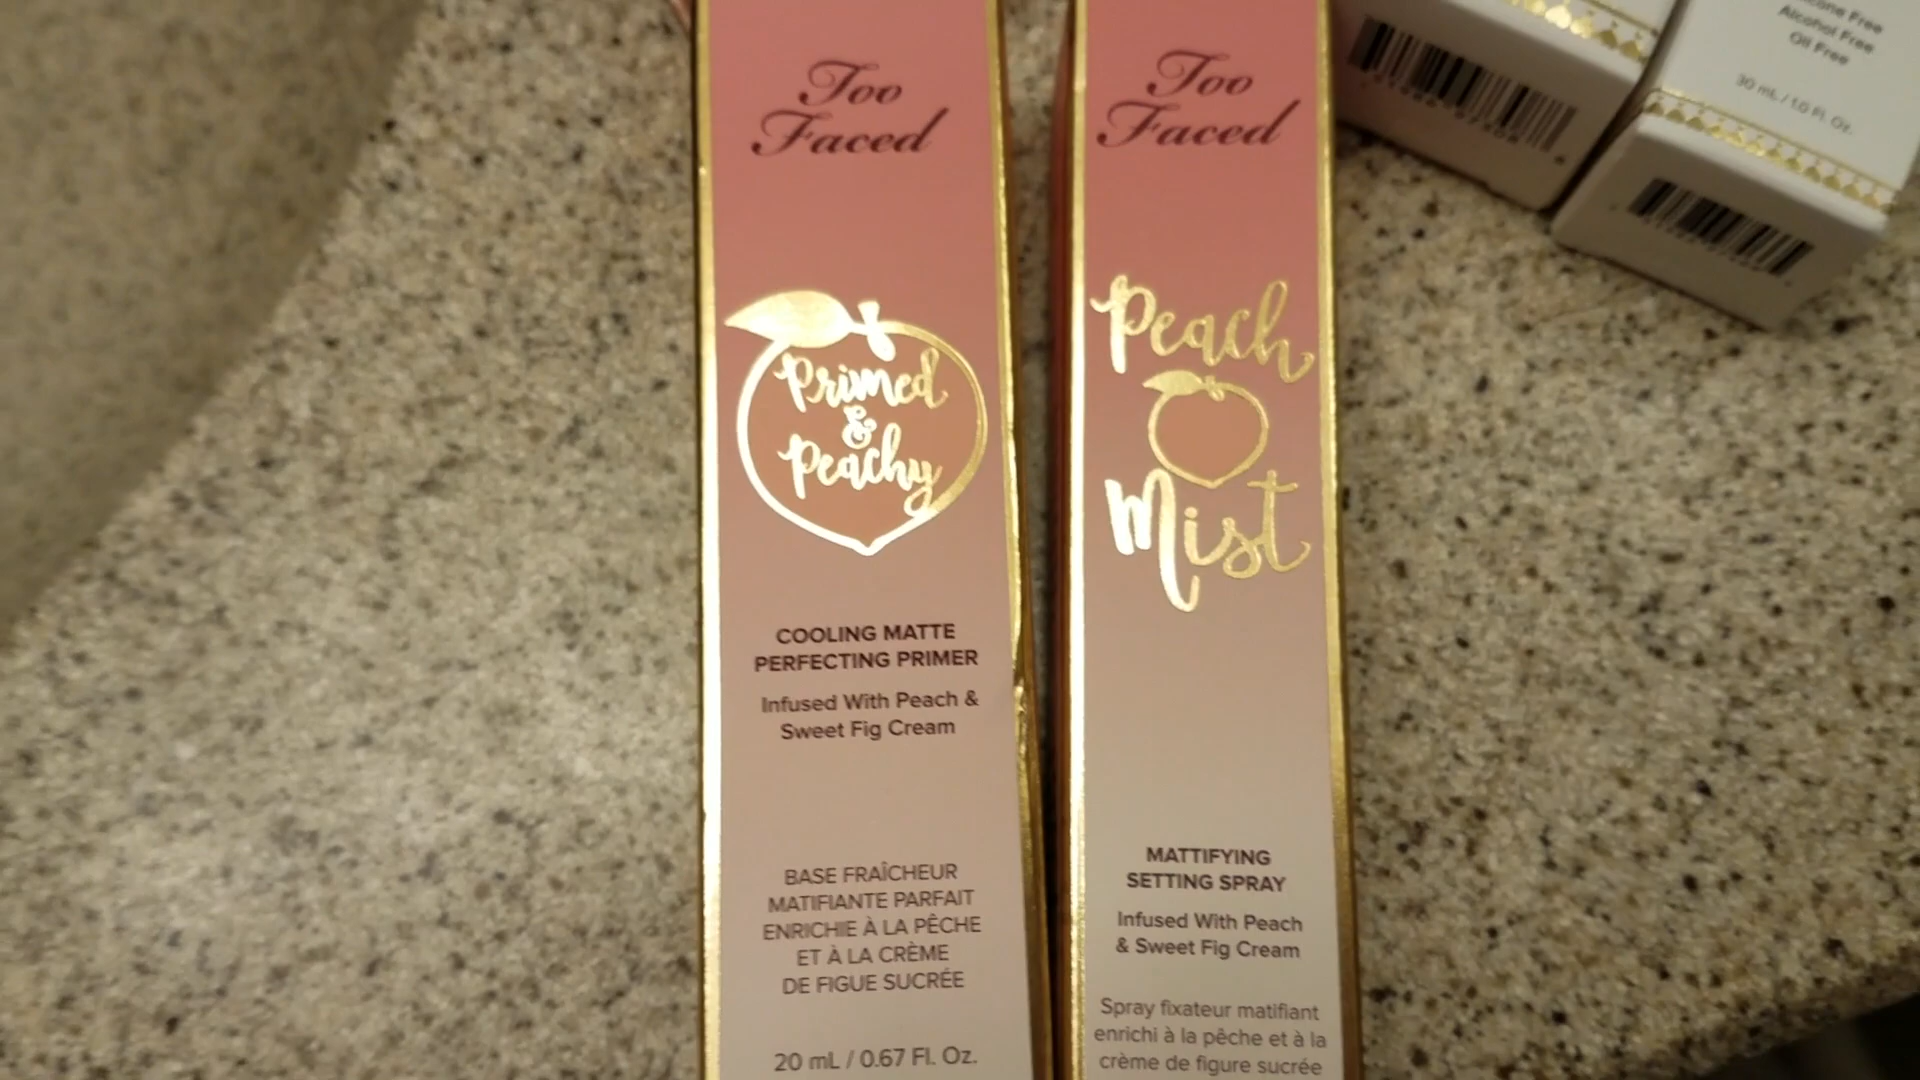 Too
Faced
Primed
&
Peachy
COOLING MATTE
PERFECTING PRIMER
Infused With Peach &
Sweet Fig Cream
BASE FRAÎCHEUR
MATIFIANTE PARFAIT
ENRICHIE À LA PÊCHE
ET À LA CRÈME
DE FIGUE SUCRÉE
20 mL / 0.67 Fl. Oz.
Too
Faced
Peach
Mist
MATTIFYING
SETTING SPRAY
Infused With Peach
& Sweet Fig Cream
Spray fixateur matifiant
enrichi à la pêche et à la
crème de figure sucrée
Free
Alcohol Free
Oil Free
30 mL / 1.0 Fl. Oz.